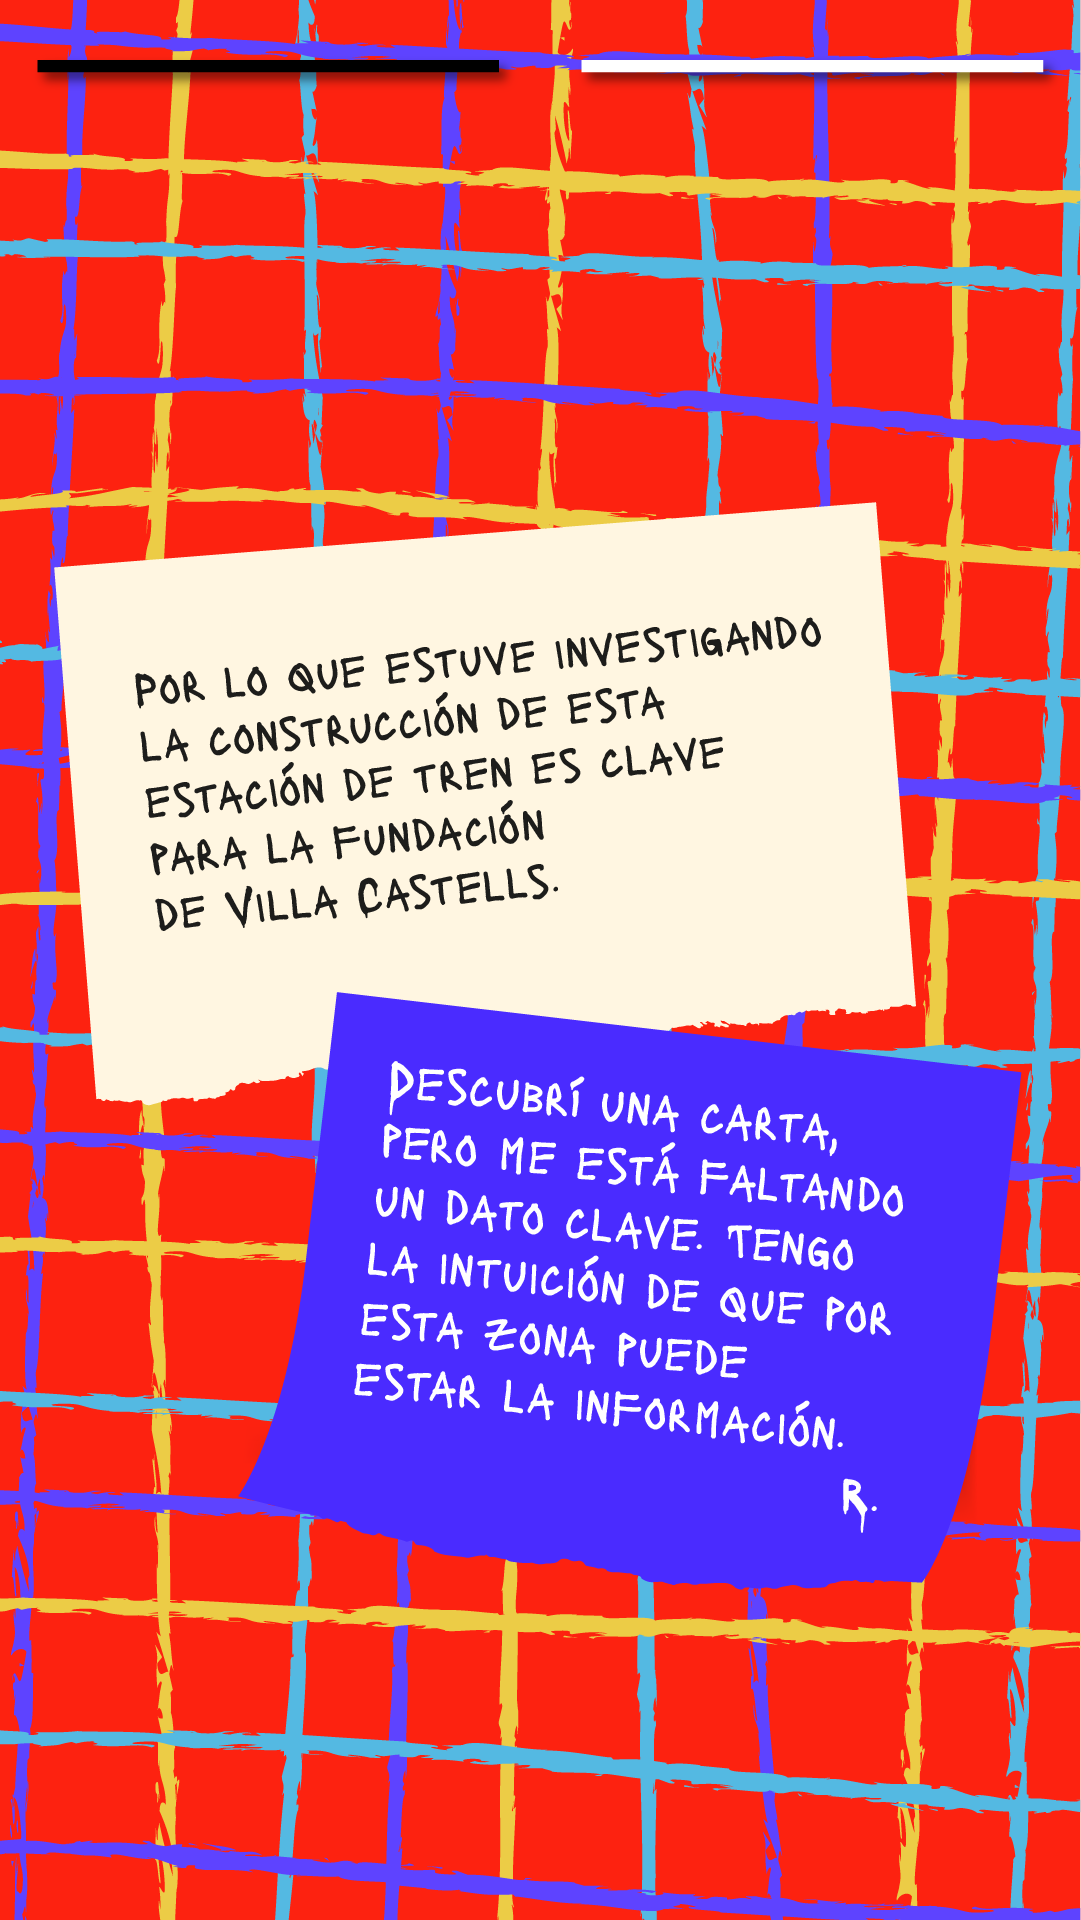 POR LO QUE ESTUVE INVESTIGANDO
LA CONSTRUCCIÓN DE ESTA
ESTACIÓN DE TREN ES CLAVE
PARA LA FUNDACIÓN
DE VILLA CASTELLS.
DESCUBRÍ UNA CARTA,
PERO ME ESTÁ FALTANDO
UN DATO CLAVE. TENGO
LA INTUICIÓN DE QUE POR
ESTA ZONA PUEDE
ESTAR LA INFORMACIÓN.
R.